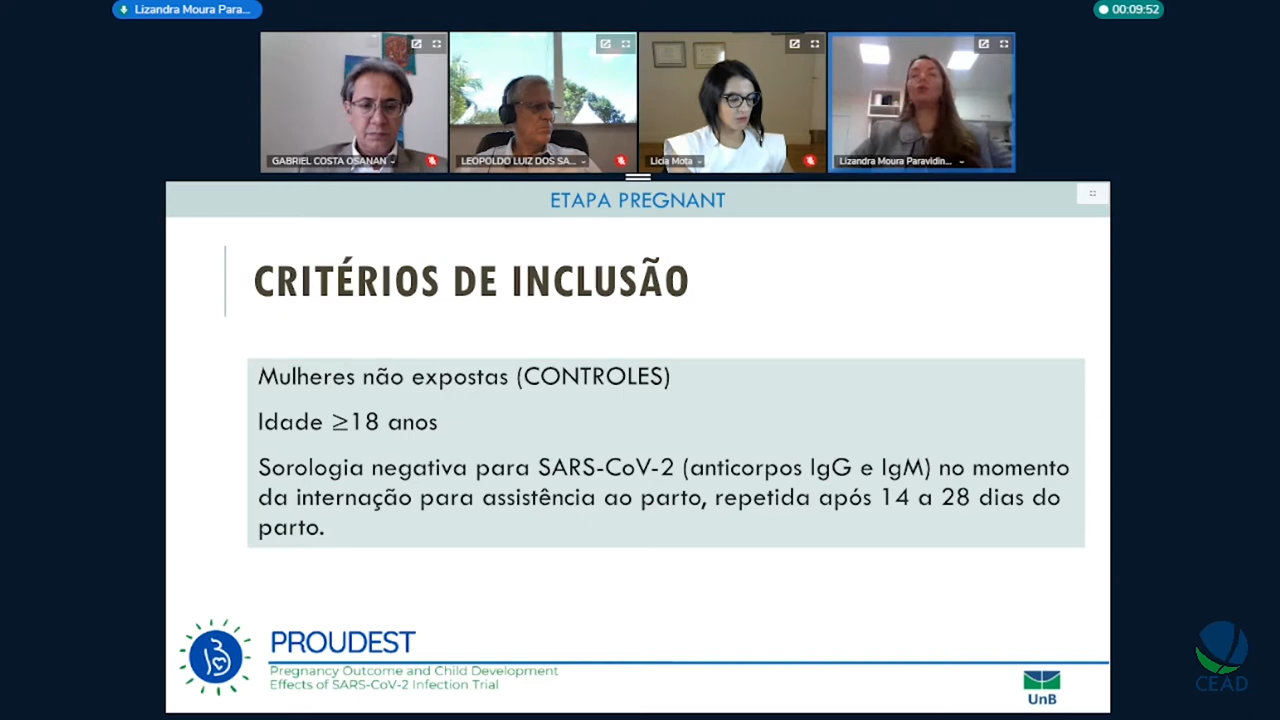 Lizandra Moura Para...
00:09:52
GABRIEL COSTA OSANAN
LEOPOLDO LUIZ DOS SA...
Licia Mota
Lizandra Moura Paravidin...
ETAPA PREGNANT
CRITÉRIOS DE INCLUSÃO
Mulheres não expostas (CONTROLES)
Idade ≥18 anos
Sorologia negativa para SARS-CoV-2 (anticorpos IgG e IgM) no momento
da internação para assistência ao parto, repetida após 14 a 28 dias do
parto.
PROUDEST
Pregnancy Outcome and Child Development
Effects of SARS-CoV-2 Infection Trial
UnB
CEAD